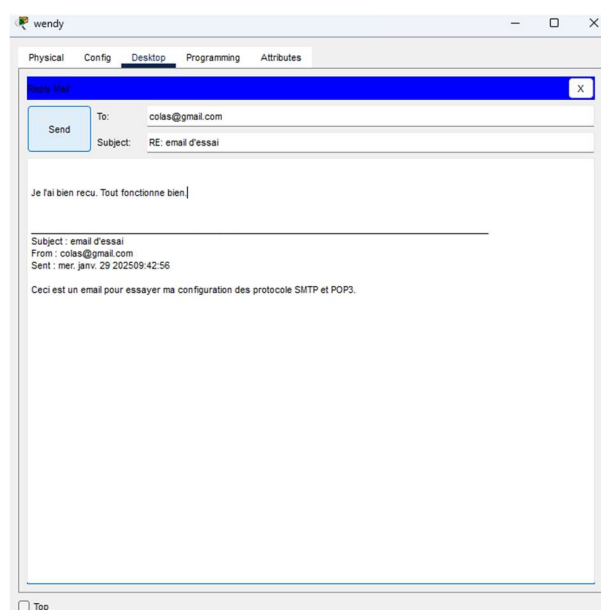 wendy
Physical Config Desktop Programming Attributes
Reply Mail
X
Send
To: colas@gmail.com
Subject: RE: email d'essai
Je l'ai bien recu. Tout fonctionne bien.
Subject : email d'essai
From : colas@gmail.com
Sent : mer. janv. 29 202509:42:56
Ceci est un email pour essayer ma configuration des protocole SMTP et POP3.
Top